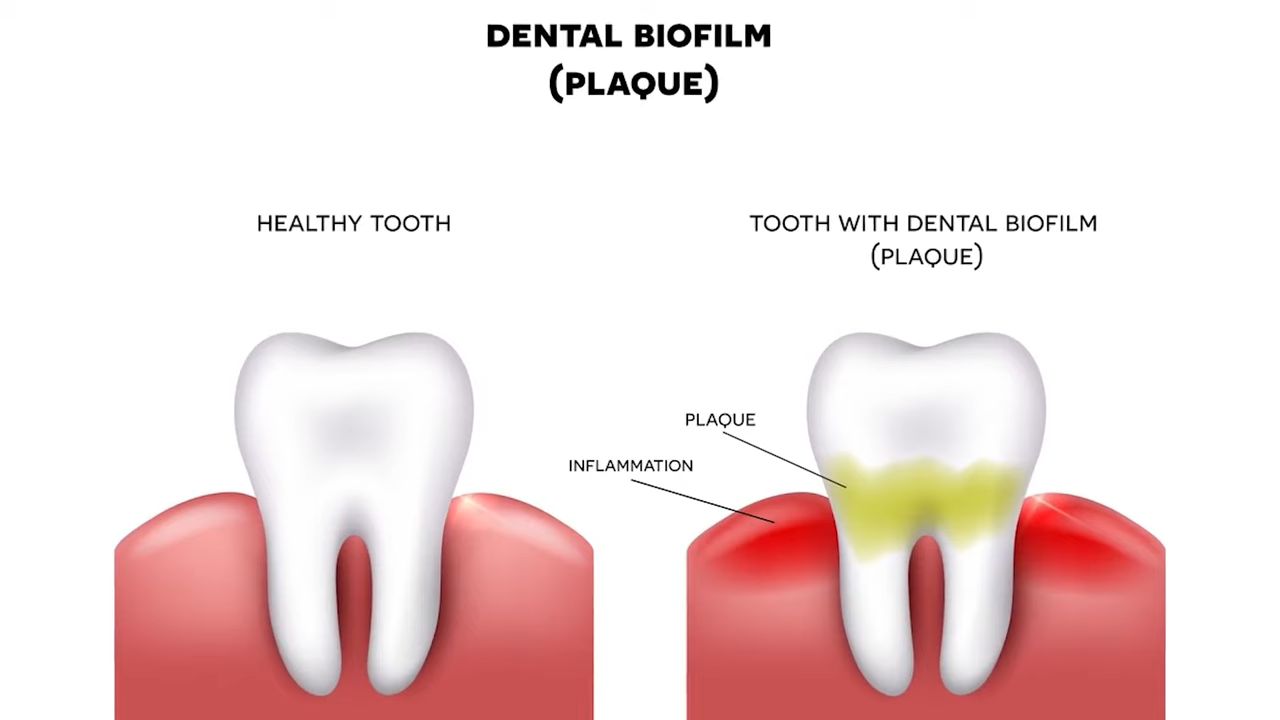 DENTAL BIOFILM
(PLAQUE)
HEALTHY TOOTH
TOOTH WITH DENTAL BIOFILM
(PLAQUE)
PLAQUE
INFLAMMATION